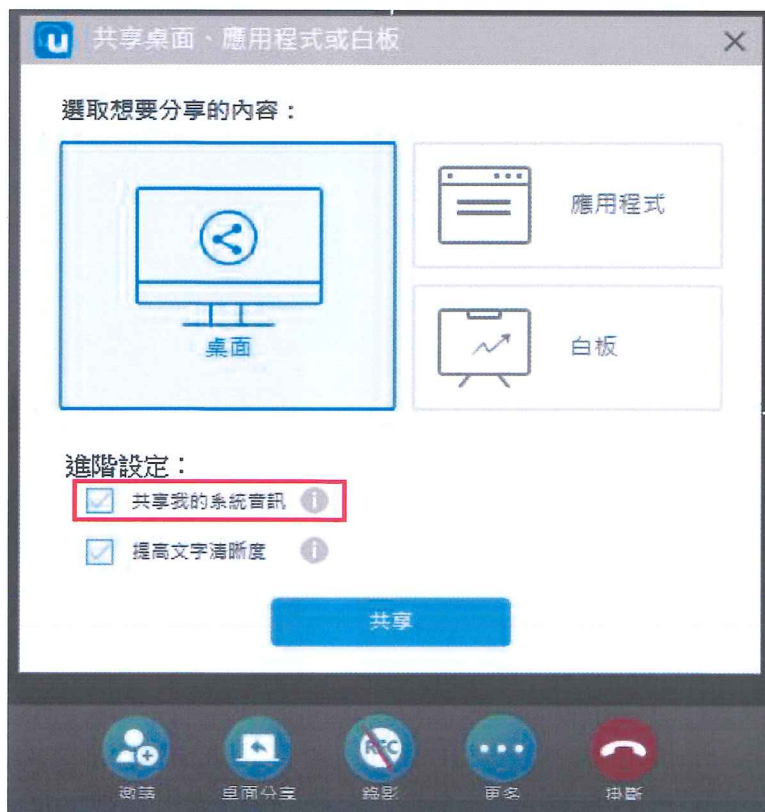 u 共享桌面、應用程式或白板
選取想要分享的內容：
桌面
應用程式
白板
進階設定：
共享我的系統音訊 i
提高文字清晰度 i
共享
REC
邀請 桌面分享 錄影 更多 掛斷